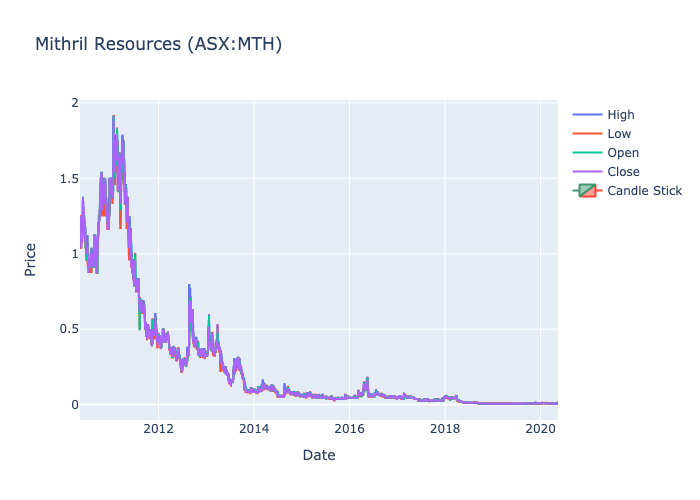 Mithril Resources (ASX:MTH)
High
Low
Open
Close
Candle Stick
Price
2
1.5
1
0.5
0
2012
2014
2016
2018
2020
Date